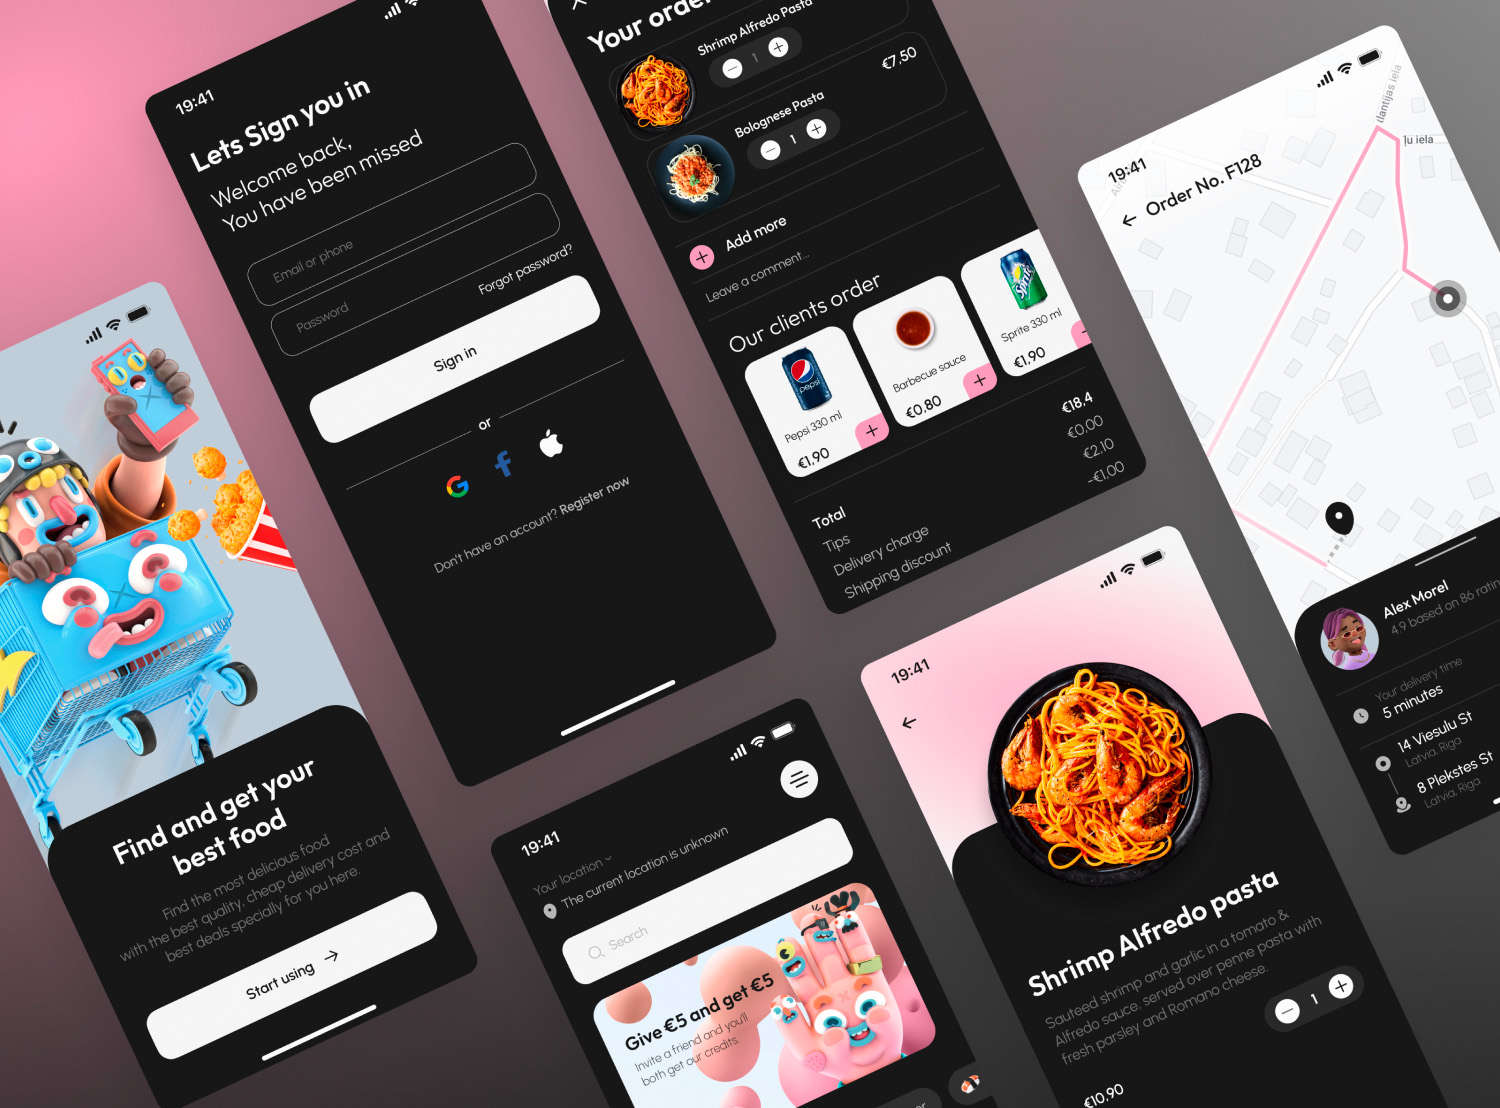 Find and get your
best food
Find the most delicious food
with the best quality, cheap delivery cost and
best deals specially for you here.
Start using
19:41
Lets Sign you in
Welcome back,
You have been missed
Email or phone
Password
Forgot password?
Sign in
or
Don't have an account? Register now
Your order
Shrimp Alfredo Pasta
1
€7,50
Bolognese Pasta
1
Add more
Leave a comment...
Our clients order
pepsi
Pepsi 330 ml
€1,90
Barbecue sauce
€0,80
Sprite
Sprite 330 ml
€1,90
Total
€18,4
Tips
€0.00
Delivery charge
€2,10
Shipping discount
-€1.00
19:41
Your location
The current location is unknown
Search
Give €5 and get €5
Invite a friend and you'll
both get our credits.
19:41
Shrimp Alfredo pasta
Sauteed shrimp and garlic in a tomato &
Alfredo sauce, served over penne pasta with
fresh parsley and Romano cheese.
1
€10,90
19:41
Order No. F128
dlantijas iela
ļu iela
Alex Morel
4.9 based on 86 ratin
Your delivery time
5 minutes
14 Viesulu St
Latvia, Riga
8 Plekstes St
Latvia, Riga